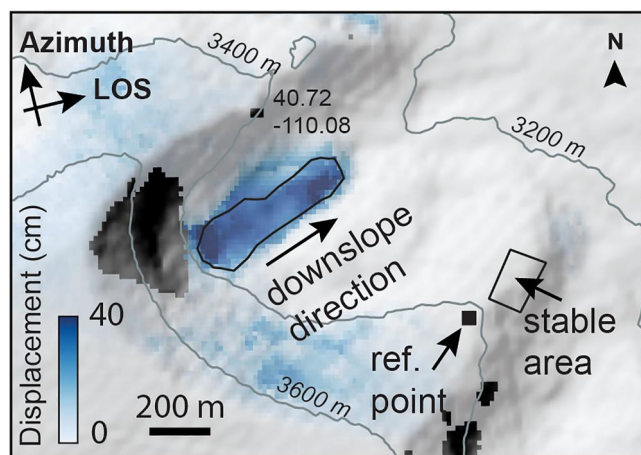 Azimuth
LOS
3400 m
N
40.72
-110.08
3200 m
downslope
direction
stable
area
ref.
point
3600 m
Displacement (cm)
40
0
200 m